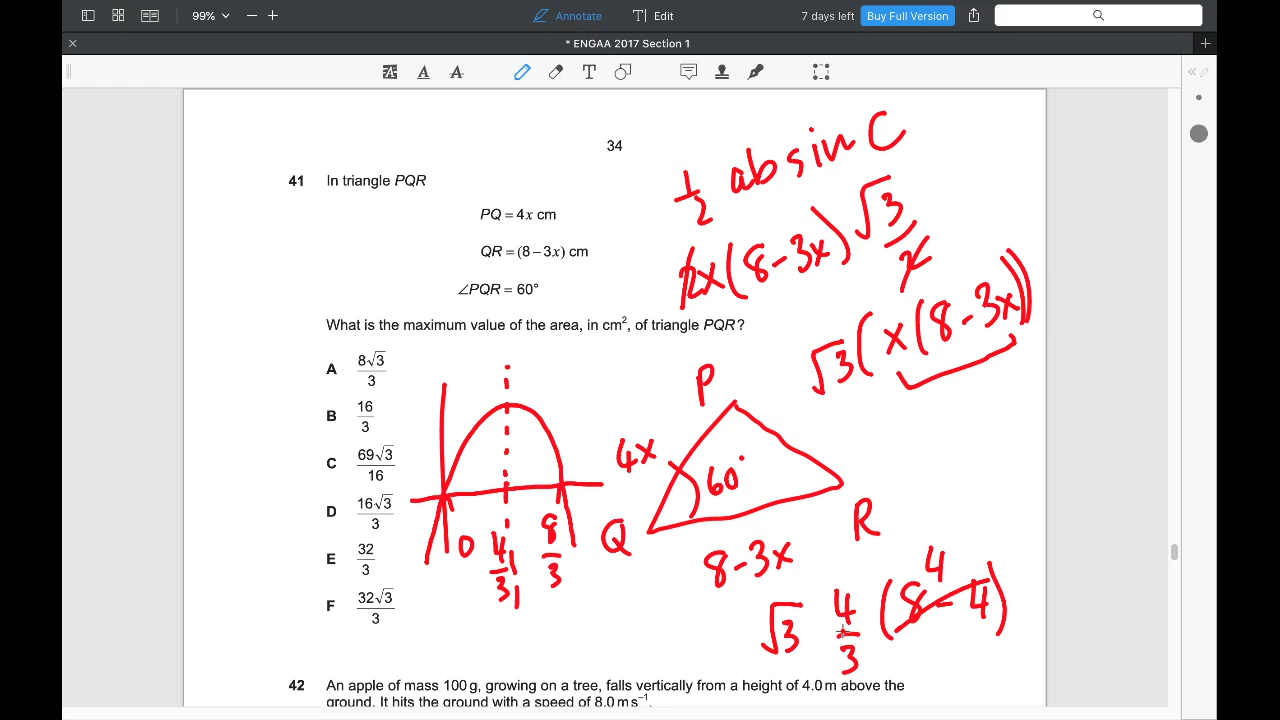 99%
Annotate
Edit
7 days left
Buy Full Version
* ENGAA 2017 Section 1
34
41 In triangle PQR
PQ = 4x cm
QR = (8 – 3x) cm
∠PQR = 60°
What is the maximum value of the area, in cm², of triangle PQR?
A 8√3/3
B 16/3
C 69√3/16
D 16√3/3
E 32/3
F 32√3/3
½ ab sin C
2x(8-3x) √3/2
√3(x(8-3x))
P
4x
60°
Q
R
8-3x
0 4/3 8/3
√3 4/3 (8-4)
4
42 An apple of mass 100 g, growing on a tree, falls vertically from a height of 4.0 m above the
ground. It hits the ground with a speed of 8.0 m s⁻¹.